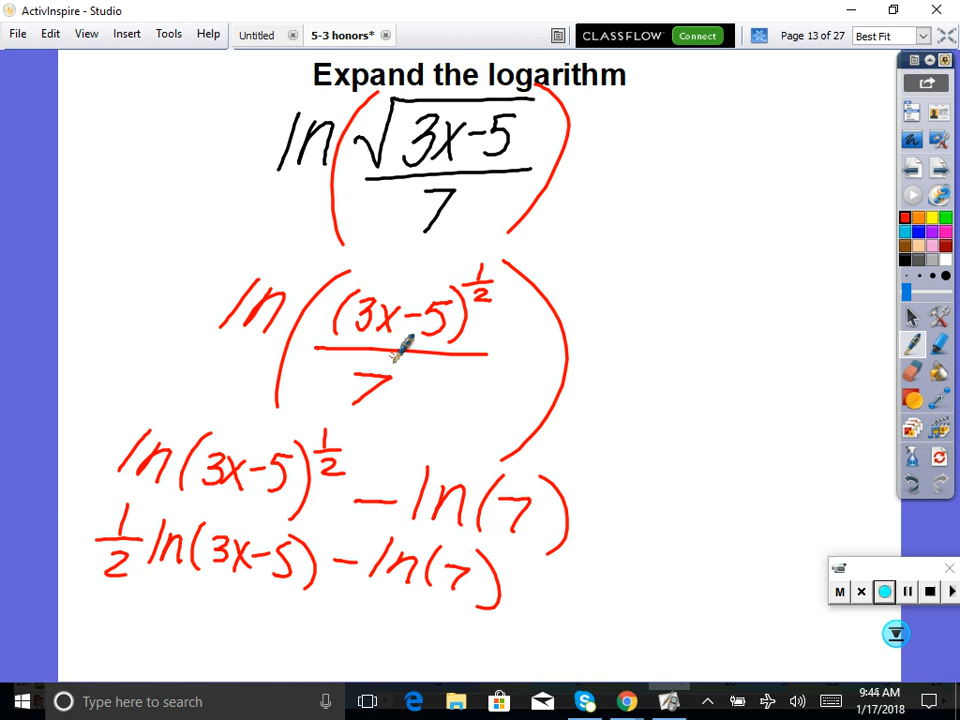 ActivInspire - Studio
File Edit View Insert Tools Help
Untitled
5-3 honors*
CLASSFLOW Connect
Page 13 of 27
Best Fit
Expand the logarithm
ln (√(3x-5) / 7)
ln ((3x-5)^(1/2) / 7)
ln(3x-5)^(1/2) - ln(7)
1/2 ln(3x-5) - ln(7)
M
Type here to search
9:44 AM
1/17/2018